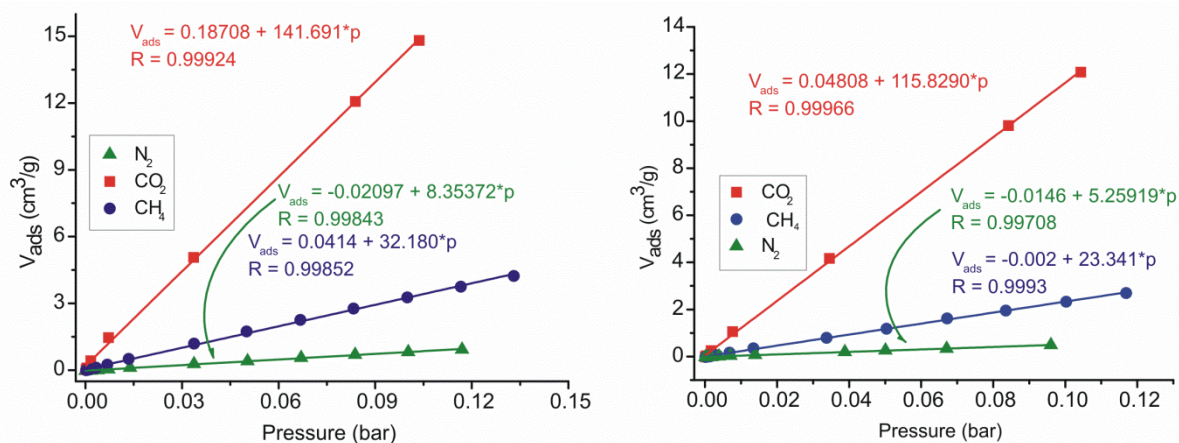 V_ads = 0.18708 + 141.691*p
R = 0.99924
N₂
CO₂
CH₄
V_ads = -0.02097 + 8.35372*p
R = 0.99843
V_ads = 0.0414 + 32.180*p
R = 0.99852
V_ads (cm³/g)
15
12
9
6
3
0
0.00 0.03 0.06 0.09 0.12 0.15
Pressure (bar)
V_ads = 0.04808 + 115.8290*p
R = 0.99966
CO₂
CH₄
N₂
V_ads = -0.0146 + 5.25919*p
R = 0.99708
V_ads = -0.002 + 23.341*p
R = 0.9993
V_ads (cm³/g)
14
12
10
8
6
4
2
0
0.00 0.02 0.04 0.06 0.08 0.10 0.12
Pressure (bar)